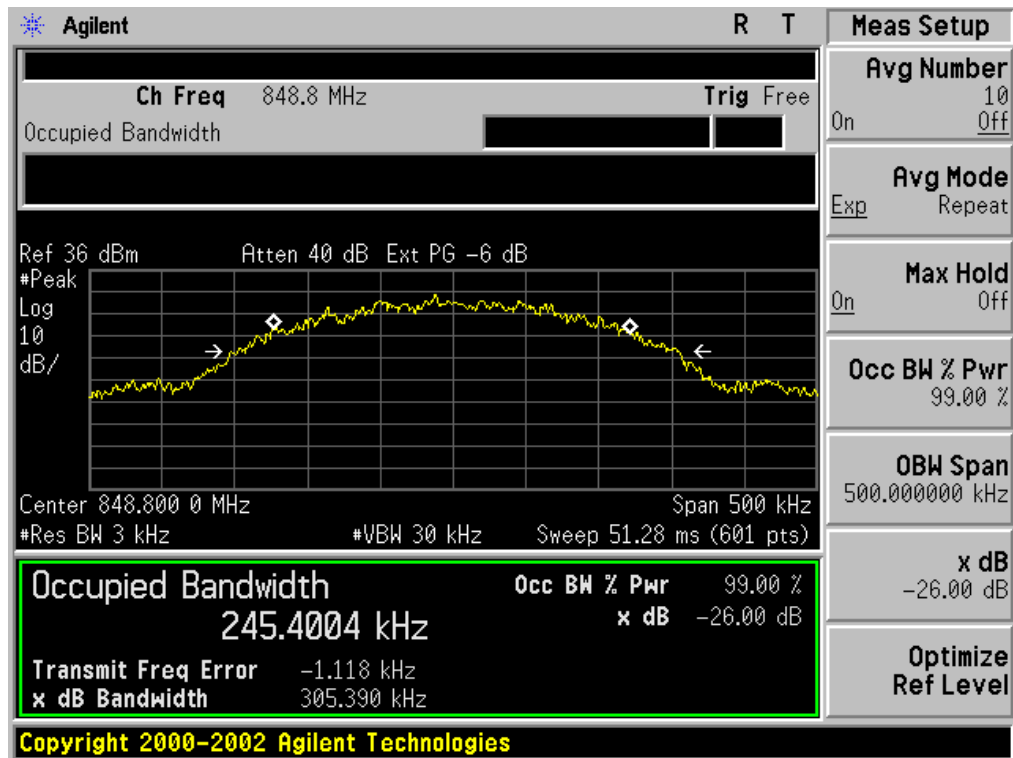 Agilent R T
Ch Freq 848.8 MHz Trig Free
Occupied Bandwidth
Ref 36 dBm Atten 40 dB Ext PG -6 dB
#Peak
Log
10
dB/
Center 848.800 0 MHz Span 500 kHz
#Res BW 3 kHz #VBW 30 kHz Sweep 51.28 ms (601 pts)
Occupied Bandwidth Occ BW % Pwr 99.00 %
245.4004 kHz x dB -26.00 dB
Transmit Freq Error -1.118 kHz
x dB Bandwidth 305.390 kHz
Copyright 2000-2002 Agilent Technologies
Meas Setup
Avg Number
10
On Off
Avg Mode
Exp Repeat
Max Hold
On Off
Occ BW % Pwr
99.00 %
OBW Span
500.000000 kHz
x dB
-26.00 dB
Optimize
Ref Level